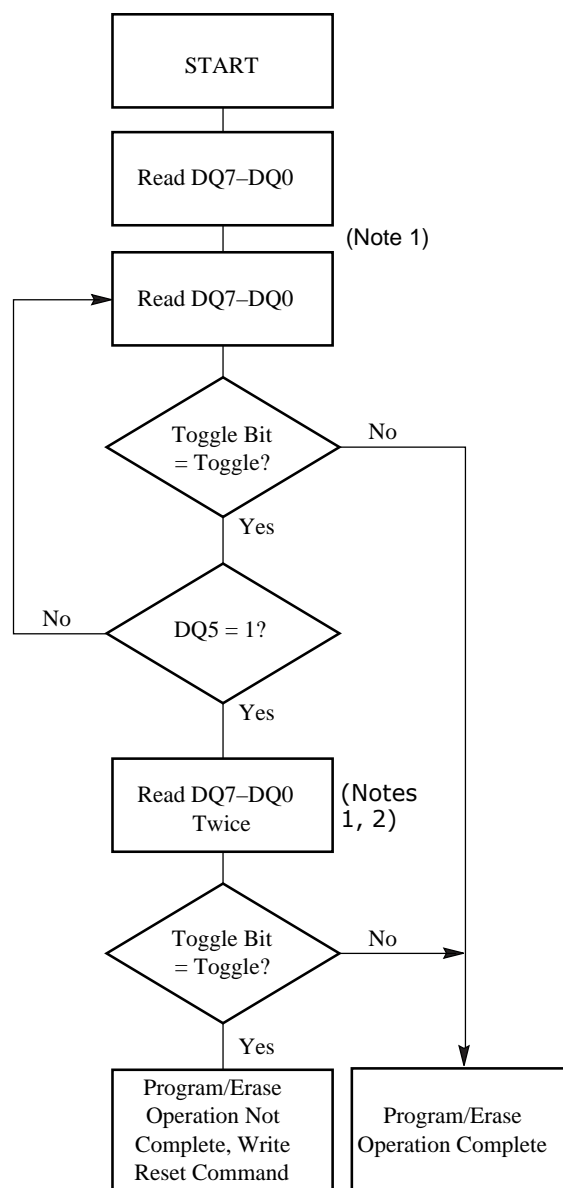 START
Read DQ7–DQ0
(Note 1)
Read DQ7–DQ0
Toggle Bit
= Toggle?
No
Yes
No
DQ5 = 1?
Yes
Read DQ7–DQ0
Twice
(Notes
1, 2)
Toggle Bit
= Toggle?
No
Yes
Program/Erase
Operation Not
Complete, Write
Reset Command
Program/Erase
Operation Complete